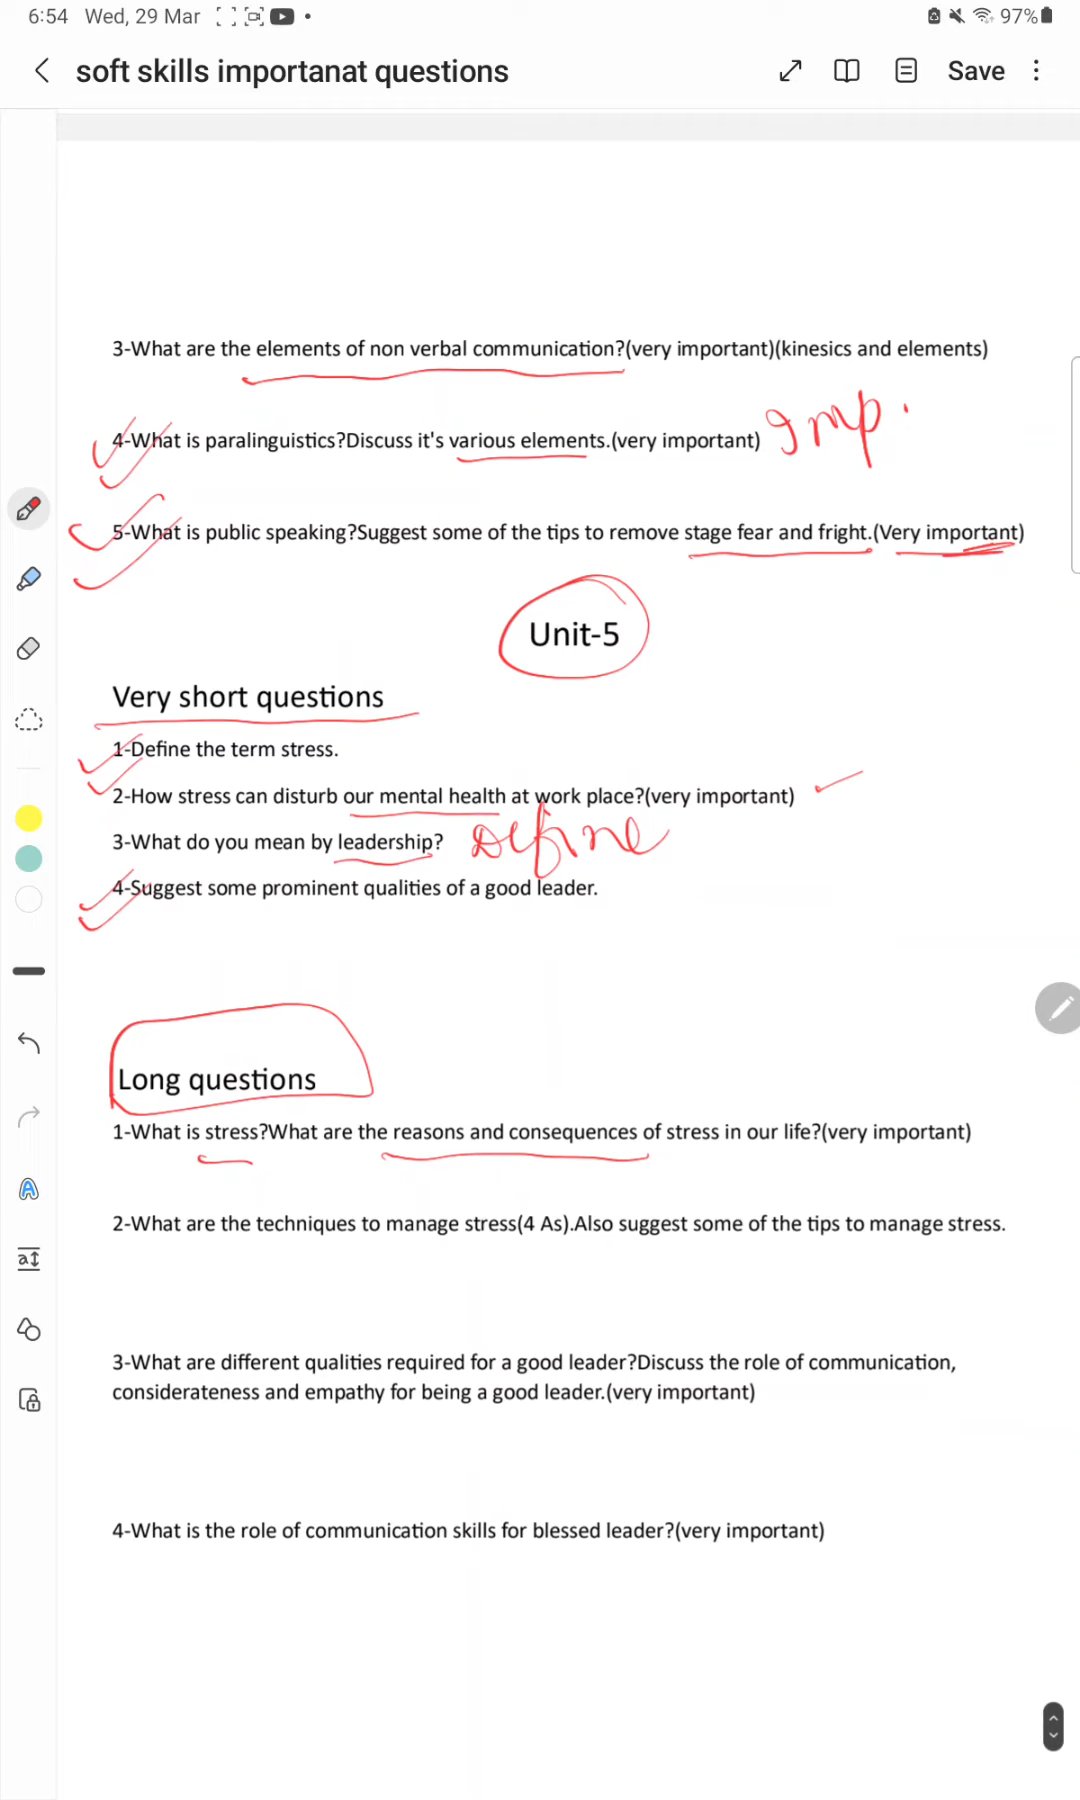 6:54 Wed, 29 Mar
97%
soft skills importanat questions
Save
3-What are the elements of non verbal communication?(very important)(kinesics and elements)
4-What is paralinguistics?Discuss it's various elements.(very important) Imp.
5-What is public speaking?Suggest some of the tips to remove stage fear and fright.(Very important)
Unit-5
Very short questions
1-Define the term stress.
2-How stress can disturb our mental health at work place?(very important)
3-What do you mean by leadership? Define
4-Suggest some prominent qualities of a good leader.
Long questions
1-What is stress?What are the reasons and consequences of stress in our life?(very important)
2-What are the techniques to manage stress(4 As).Also suggest some of the tips to manage stress.
3-What are different qualities required for a good leader?Discuss the role of communication,
considerateness and empathy for being a good leader.(very important)
4-What is the role of communication skills for blessed leader?(very important)